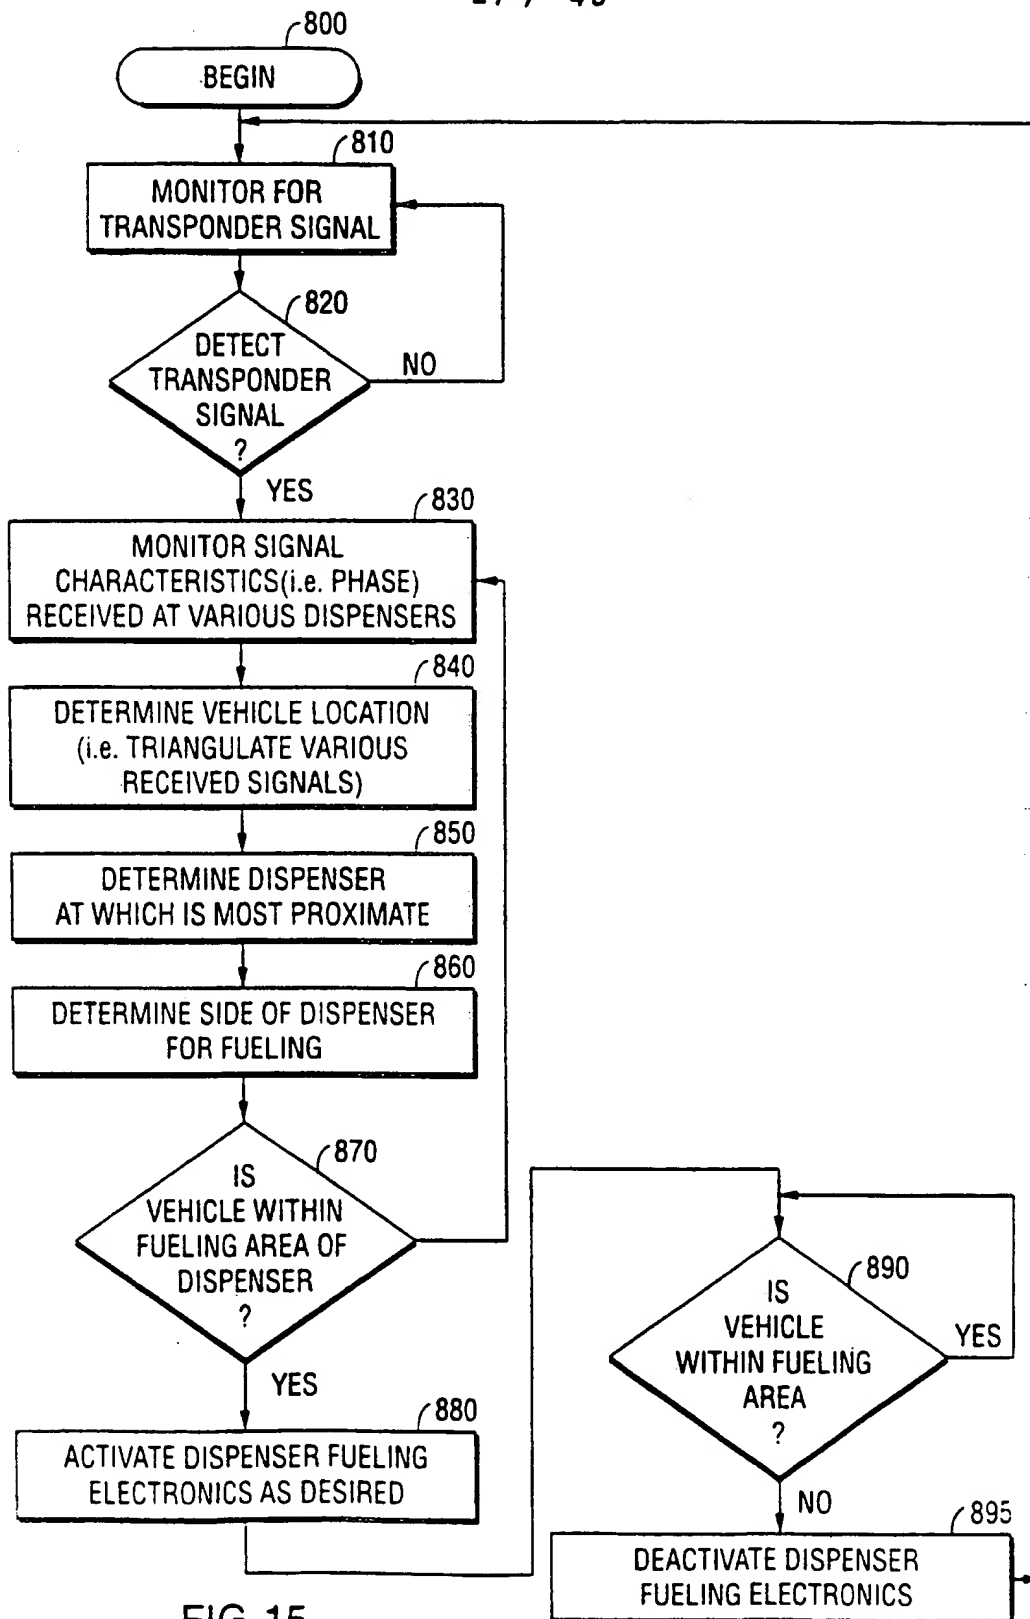 800
BEGIN
810
MONITOR FOR
TRANSPONDER SIGNAL
820
DETECT
TRANSPONDER
SIGNAL
?
NO
YES
830
MONITOR SIGNAL
CHARACTERISTICS(i.e. PHASE)
RECEIVED AT VARIOUS DISPENSERS
840
DETERMINE VEHICLE LOCATION
(i.e. TRIANGULATE VARIOUS
RECEIVED SIGNALS)
850
DETERMINE DISPENSER
AT WHICH IS MOST PROXIMATE
860
DETERMINE SIDE OF DISPENSER
FOR FUELING
870
IS
VEHICLE WITHIN
FUELING AREA OF
DISPENSER
?
YES
880
ACTIVATE DISPENSER FUELING
ELECTRONICS AS DESIRED
890
IS
VEHICLE
WITHIN FUELING
AREA
?
YES
NO
895
DEACTIVATE DISPENSER
FUELING ELECTRONICS
FIG. 15